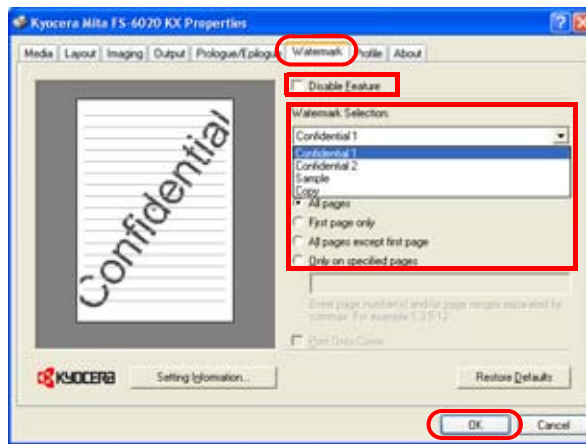 Kyocera Mita FS-6020 KX Properties
Media Layout Imaging Output Prologue/Epilogue Watermark Profile About
Disable Feature
Watermark Selection
Confidential 1
Confidential 1
Confidential 2
Sample
Copy
All pages
First page only
All pages except first page
Only on specified pages
Enter page number(s) and/or page ranges separated by
commas. For example 1,3,5-12
Print Onto Cover
Confidential
KYOCERA
Setting Information...
Restore Defaults
OK
Cancel